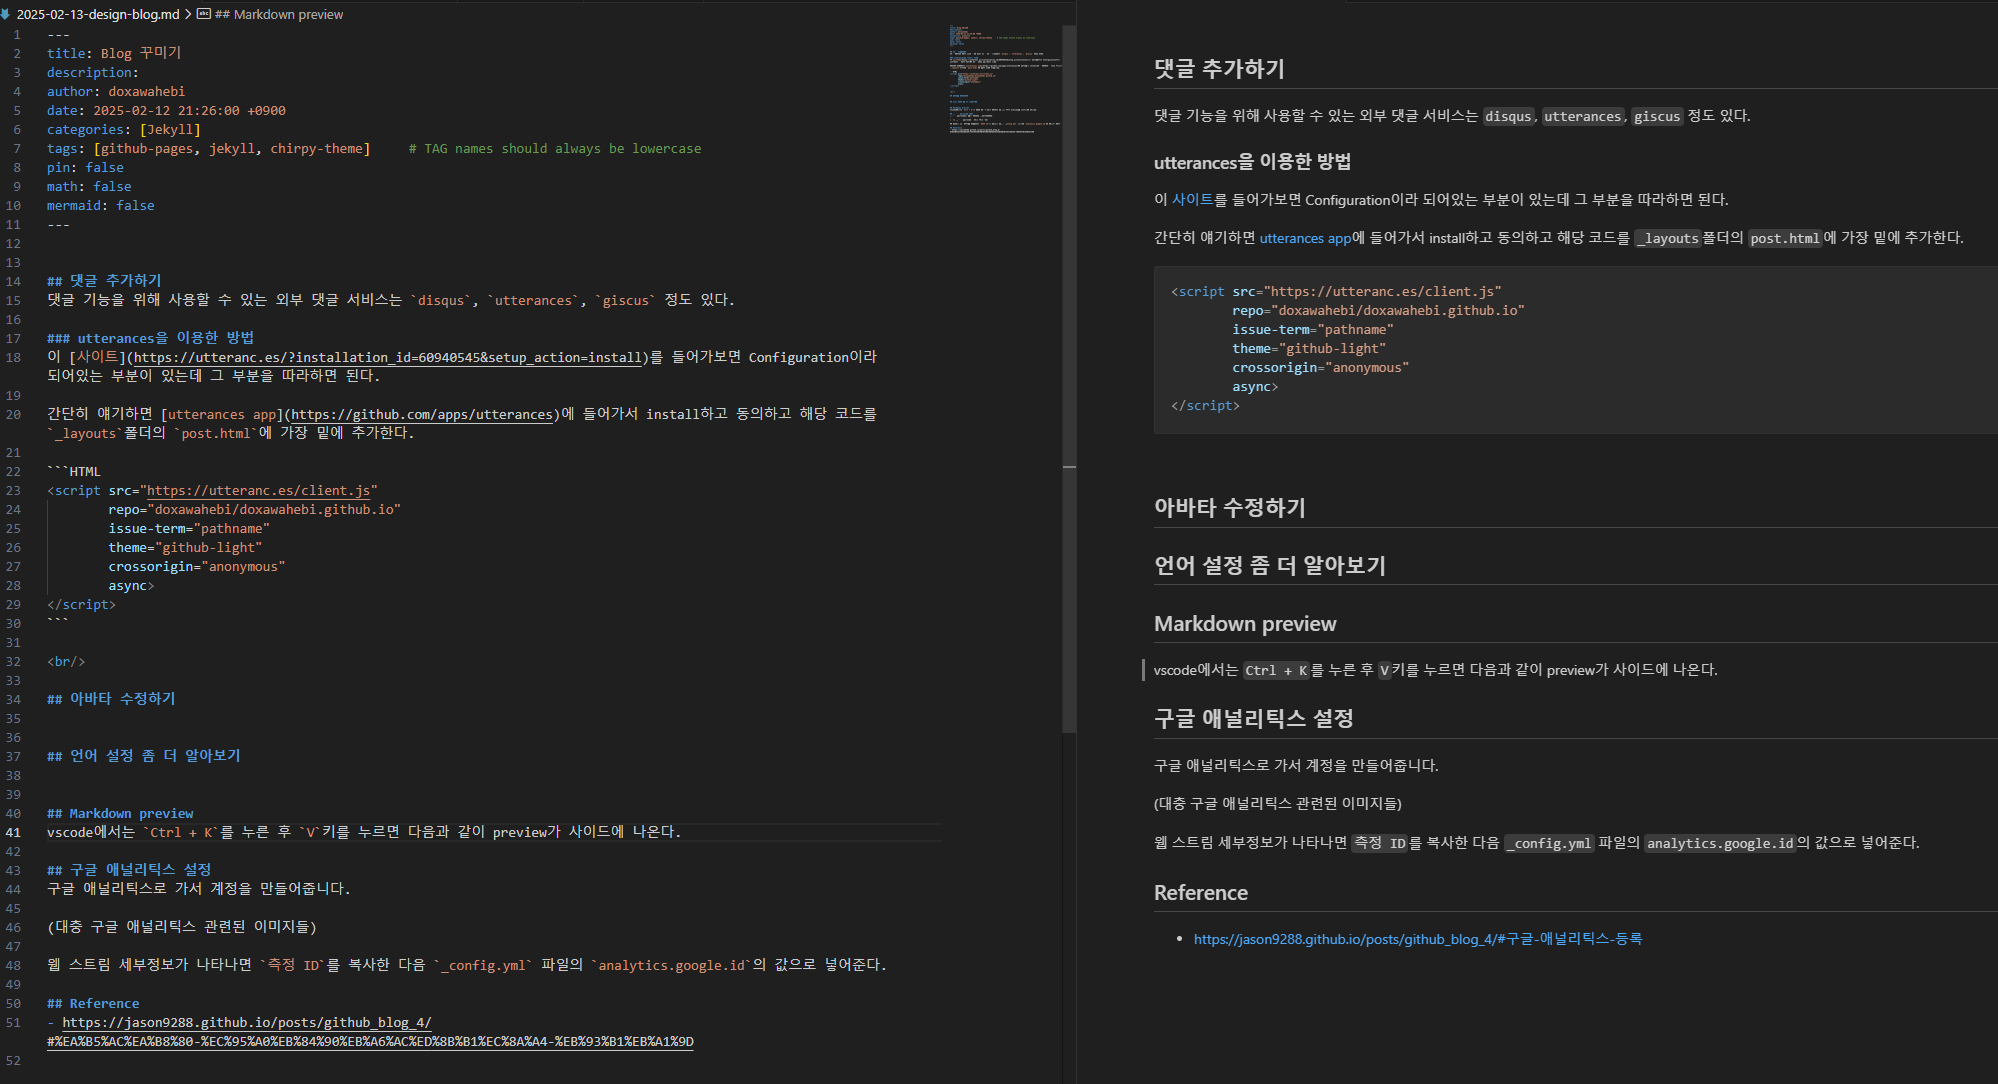 2025-02-13-design-blog.md > ## Markdown preview
1 ---
2 title: Blog 꾸미기
3 description:
4 author: doxawahebi
5 date: 2025-02-12 21:26:00 +0900
6 categories: [Jekyll]
7 tags: [github-pages, jekyll, chirpy-theme]     # TAG names should always be lowercase
8 pin: false
9 math: false
10 mermaid: false
11 ---
12
13
14 ## 댓글 추가하기
15 댓글 기능을 위해 사용할 수 있는 외부 댓글 서비스는 `disqus`, `utterances`, `giscus` 정도 있다.
16
17 ### utterances을 이용한 방법
18 이 [사이트](https://utteranc.es/?installation_id=60940545&setup_action=install)를 들어가보면 Configuration이라
되어있는 부분이 있는데 그 부분을 따라하면 된다.
19
20 간단히 얘기하면 [utterances app](https://github.com/apps/utterances)에 들어가서 install하고 동의하고 해당 코드를
`_layouts`폴더의 `post.html`에 가장 밑에 추가한다.
21
22 ```HTML
23 <script src="https://utteranc.es/client.js"
24         repo="doxawahebi/doxawahebi.github.io"
25         issue-term="pathname"
26         theme="github-light"
27         crossorigin="anonymous"
28         async>
29 </script>
30 ```
31
32 <br/>
33
34 ## 아바타 수정하기
35
36
37 ## 언어 설정 좀 더 알아보기
38
39
40 ## Markdown preview
41 vscode에서는 `Ctrl + K`를 누른 후 `V`키를 누르면 다음과 같이 preview가 사이드에 나온다.
42
43 ## 구글 애널리틱스 설정
44 구글 애널리틱스로 가서 계정을 만들어줍니다.
45
46 (대충 구글 애널리틱스 관련된 이미지들)
47
48 웹 스트림 세부정보가 나타나면 `측정 ID`를 복사한 다음 `_config.yml` 파일의 `analytics.google.id`의 값으로 넣어준다.
49
50 ## Reference
51 - https://jason9288.github.io/posts/github_blog_4/
#%EA%B5%AC%EA%B8%80-%EC%95%A0%EB%84%90%EB%A6%AC%ED%8B%B1%EC%8A%A4-%EB%93%B1%EB%A1%9D
52
댓글 추가하기
댓글 기능을 위해 사용할 수 있는 외부 댓글 서비스는 disqus, utterances, giscus 정도 있다.
utterances을 이용한 방법
이 사이트를 들어가보면 Configuration이라 되어있는 부분이 있는데 그 부분을 따라하면 된다.
간단히 얘기하면 utterances app에 들어가서 install하고 동의하고 해당 코드를 _layouts폴더의 post.html에 가장 밑에 추가한다.
<script src="https://utteranc.es/client.js"
        repo="doxawahebi/doxawahebi.github.io"
        issue-term="pathname"
        theme="github-light"
        crossorigin="anonymous"
        async>
</script>
아바타 수정하기
언어 설정 좀 더 알아보기
Markdown preview
vscode에서는 Ctrl + K를 누른 후 V키를 누르면 다음과 같이 preview가 사이드에 나온다.
구글 애널리틱스 설정
구글 애널리틱스로 가서 계정을 만들어줍니다.
(대충 구글 애널리틱스 관련된 이미지들)
웹 스트림 세부정보가 나타나면 측정 ID를 복사한 다음 _config.yml 파일의 analytics.google.id의 값으로 넣어준다.
Reference
• https://jason9288.github.io/posts/github_blog_4/#구글-애널리틱스-등록